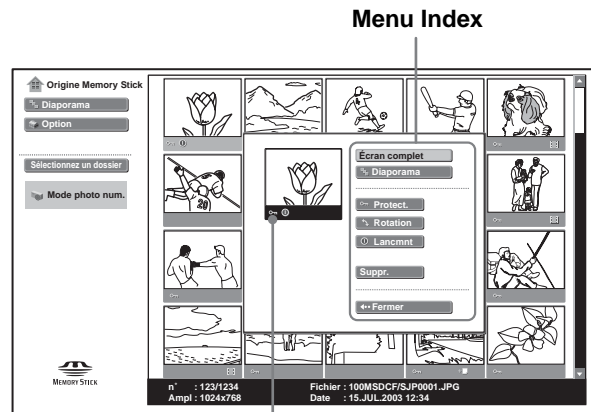 Menu Index
Origine Memory Stick
Diaporama
Option
Sélectionnez un dossier
Mode photo num.
MEMORY STICK
Écran complet
Diaporama
Protect.
Rotation
Lancmnt
Suppr.
Fermer
20
n° : 123/1234
Ampl : 1024x768
Fichier : 100MSDCF/SJP0001.JPG
Date : 15.JUL.2003 12:34